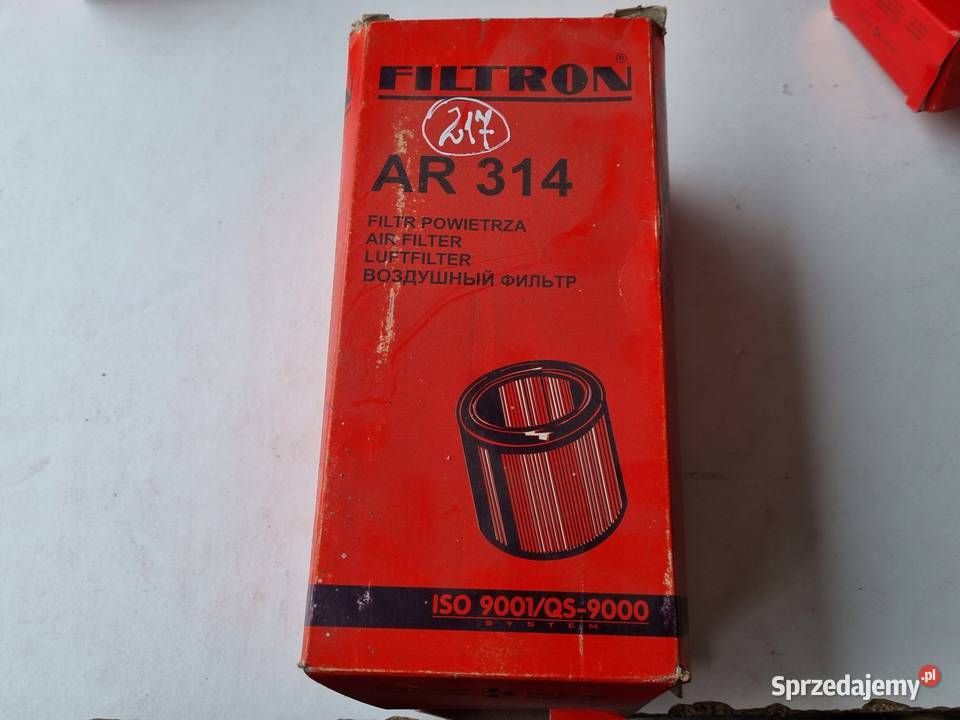 FILTRON®
217
AR 314
FILTR POWIETRZA
AIR FILTER
LUFTFILTER
ВОЗДУШНЫЙ ФИЛЬТР
ISO 9001/QS-9000
SYSTEM
Sprzedajemy.pl